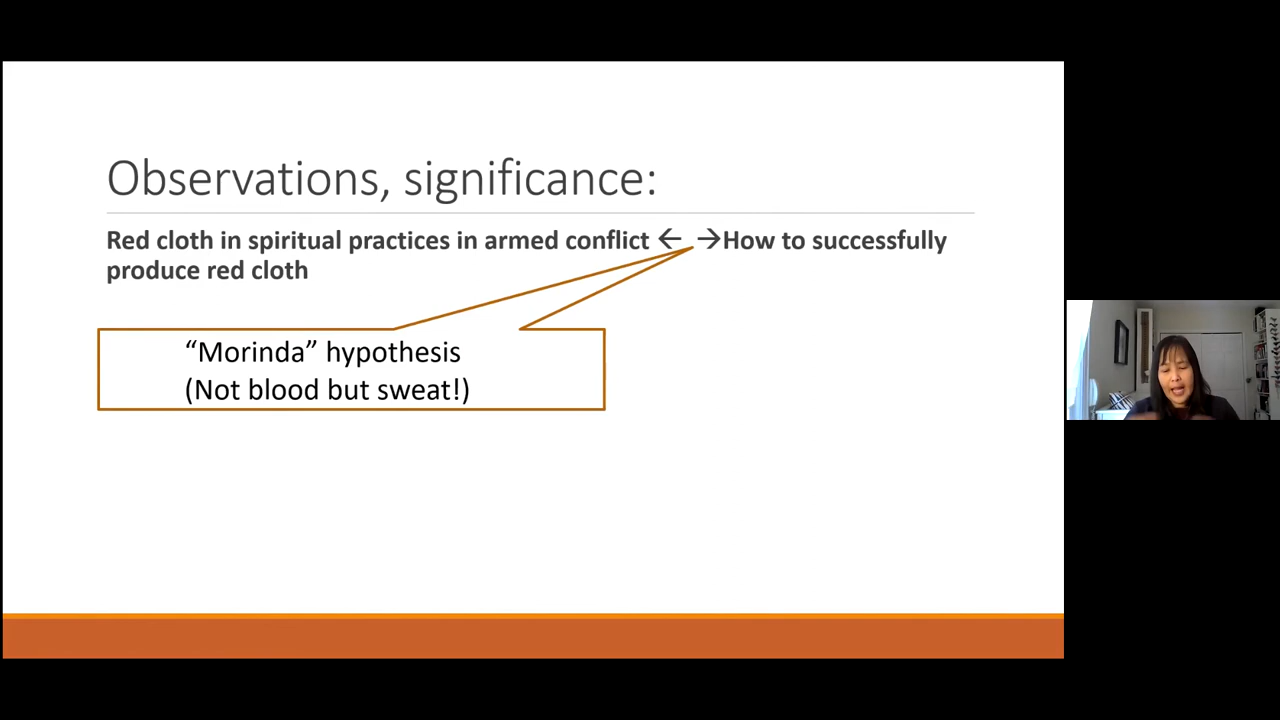 Observations, significance:
Red cloth in spiritual practices in armed conflict ← →How to successfully
produce red cloth
“Morinda” hypothesis
(Not blood but sweat!)